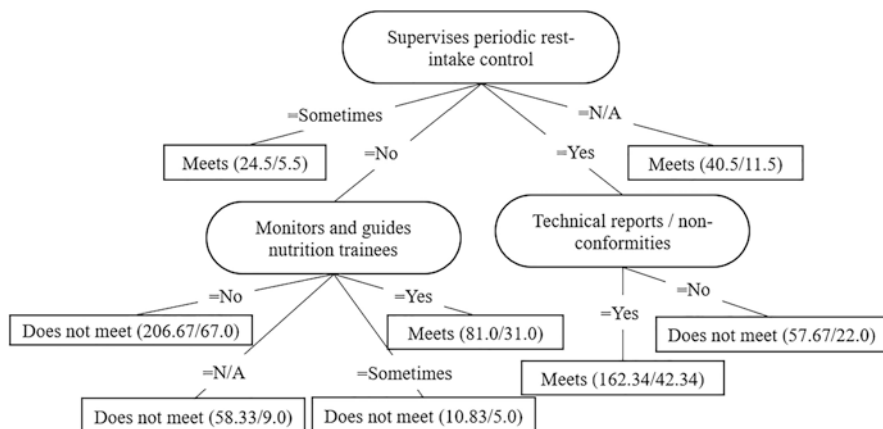 Supervises periodic rest-
intake control
=Sometimes
=N/A
=No
=Yes
Meets (24.5/5.5)
Meets (40.5/11.5)
Monitors and guides
nutrition trainees
Technical reports / non-
conformities
=No
=Yes
=No
=Yes
Does not meet (206.67/67.0)
Meets (81.0/31.0)
Does not meet (57.67/22.0)
=N/A
=Sometimes
Meets (162.34/42.34)
Does not meet (58.33/9.0)
Does not meet (10.83/5.0)